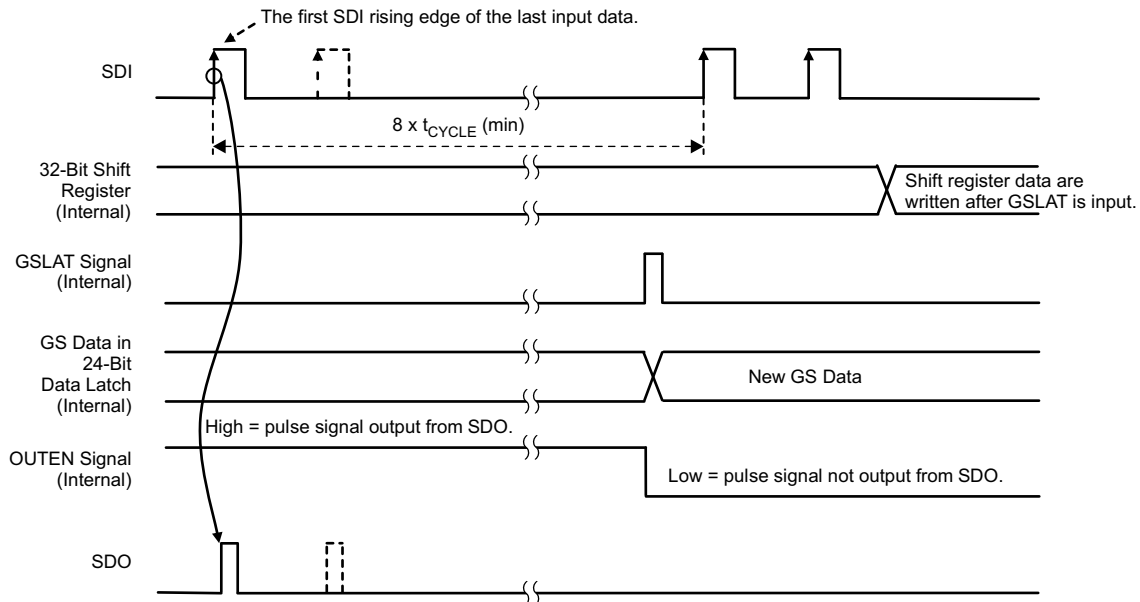 The first SDI rising edge of the last input data.
SDI
8 x tCYCLE (min)
32-Bit Shift
Register
(Internal)
Shift register data are
written after GSLAT is input.
GSLAT Signal
(Internal)
GS Data in
24-Bit
Data Latch
(Internal)
New GS Data
High = pulse signal output from SDO.
OUTEN Signal
(Internal)
Low = pulse signal not output from SDO.
SDO